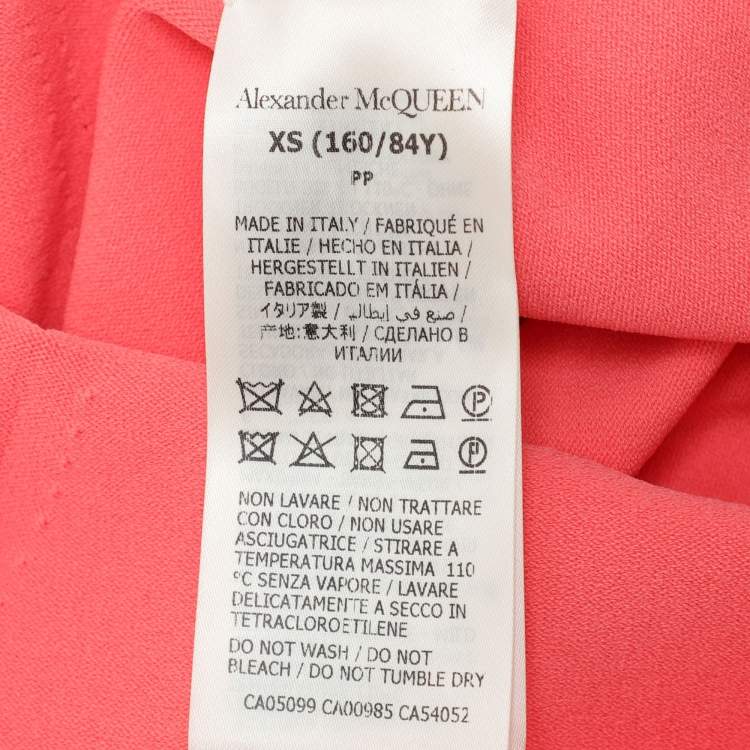 Alexander McQUEEN
XS (160/84Y)
PP
MADE IN ITALY / FABRIQUÉ EN
ITALIE / HECHO EN ITALIA /
HERGESTELLT IN ITALIEN /
FABRICADO EM ITÁLIA /
イタリア製 / صنع في إيطاليا /
产地:意大利 / СДЕЛАНО В
ИТАЛИИ
P
P
NON LAVARE / NON TRATTARE
CON CLORO / NON USARE
ASCIUGATRICE / STIRARE A
TEMPERATURA MASSIMA 110
°C SENZA VAPORE / LAVARE
DELICATAMENTE A SECCO IN
TETRACLOROETILENE
DO NOT WASH / DO NOT
BLEACH / DO NOT TUMBLE DRY
CA05099 CA00985 CA54052